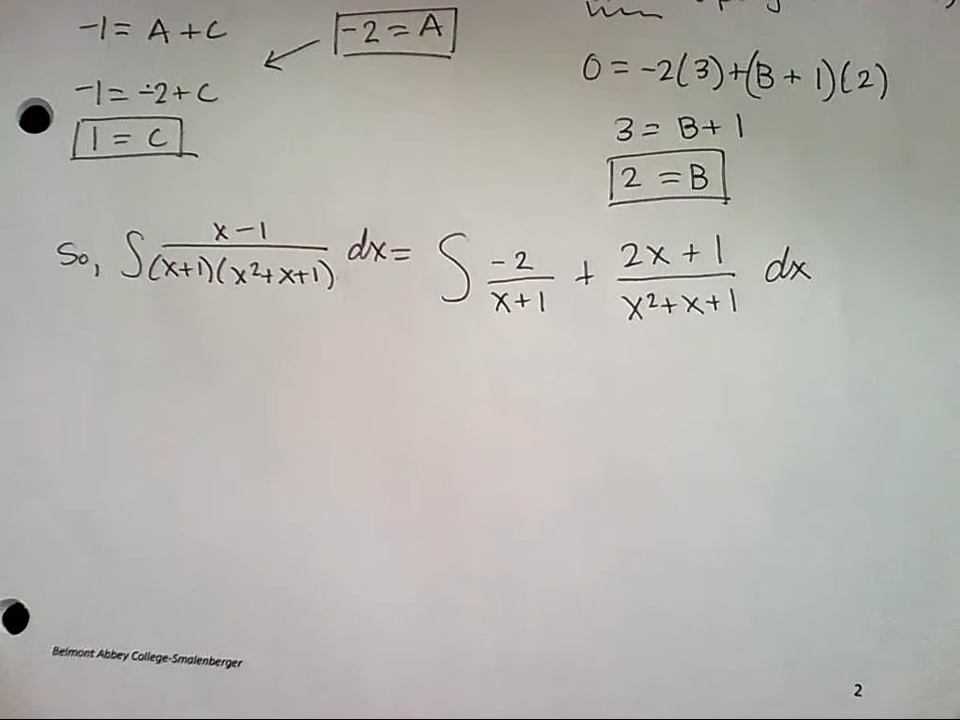 -1 = A + C
-2 = A
-1 = -2 + C
1 = C
0 = -2(3) + (B + 1)(2)
3 = B + 1
2 = B
So, ∫ (x-1)/((x+1)(x²+x+1)) dx = ∫ -2/(x+1) + (2x+1)/(x²+x+1) dx
Belmont Abbey College-Smalenberger
2